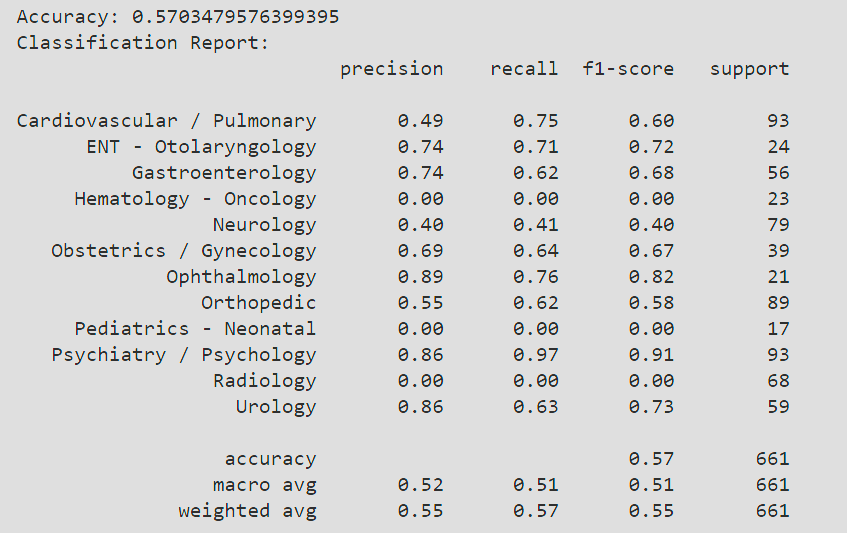 Accuracy: 0.5703479576399395
Classification Report:
precision recall f1-score support
Cardiovascular / Pulmonary 0.49 0.75 0.60 93
ENT - Otolaryngology 0.74 0.71 0.72 24
Gastroenterology 0.74 0.62 0.68 56
Hematology - Oncology 0.00 0.00 0.00 23
Neurology 0.40 0.41 0.40 79
Obstetrics / Gynecology 0.69 0.64 0.67 39
Ophthalmology 0.89 0.76 0.82 21
Orthopedic 0.55 0.62 0.58 89
Pediatrics - Neonatal 0.00 0.00 0.00 17
Psychiatry / Psychology 0.86 0.97 0.91 93
Radiology 0.00 0.00 0.00 68
Urology 0.86 0.63 0.73 59
accuracy 0.57 661
macro avg 0.52 0.51 0.51 661
weighted avg 0.55 0.57 0.55 661